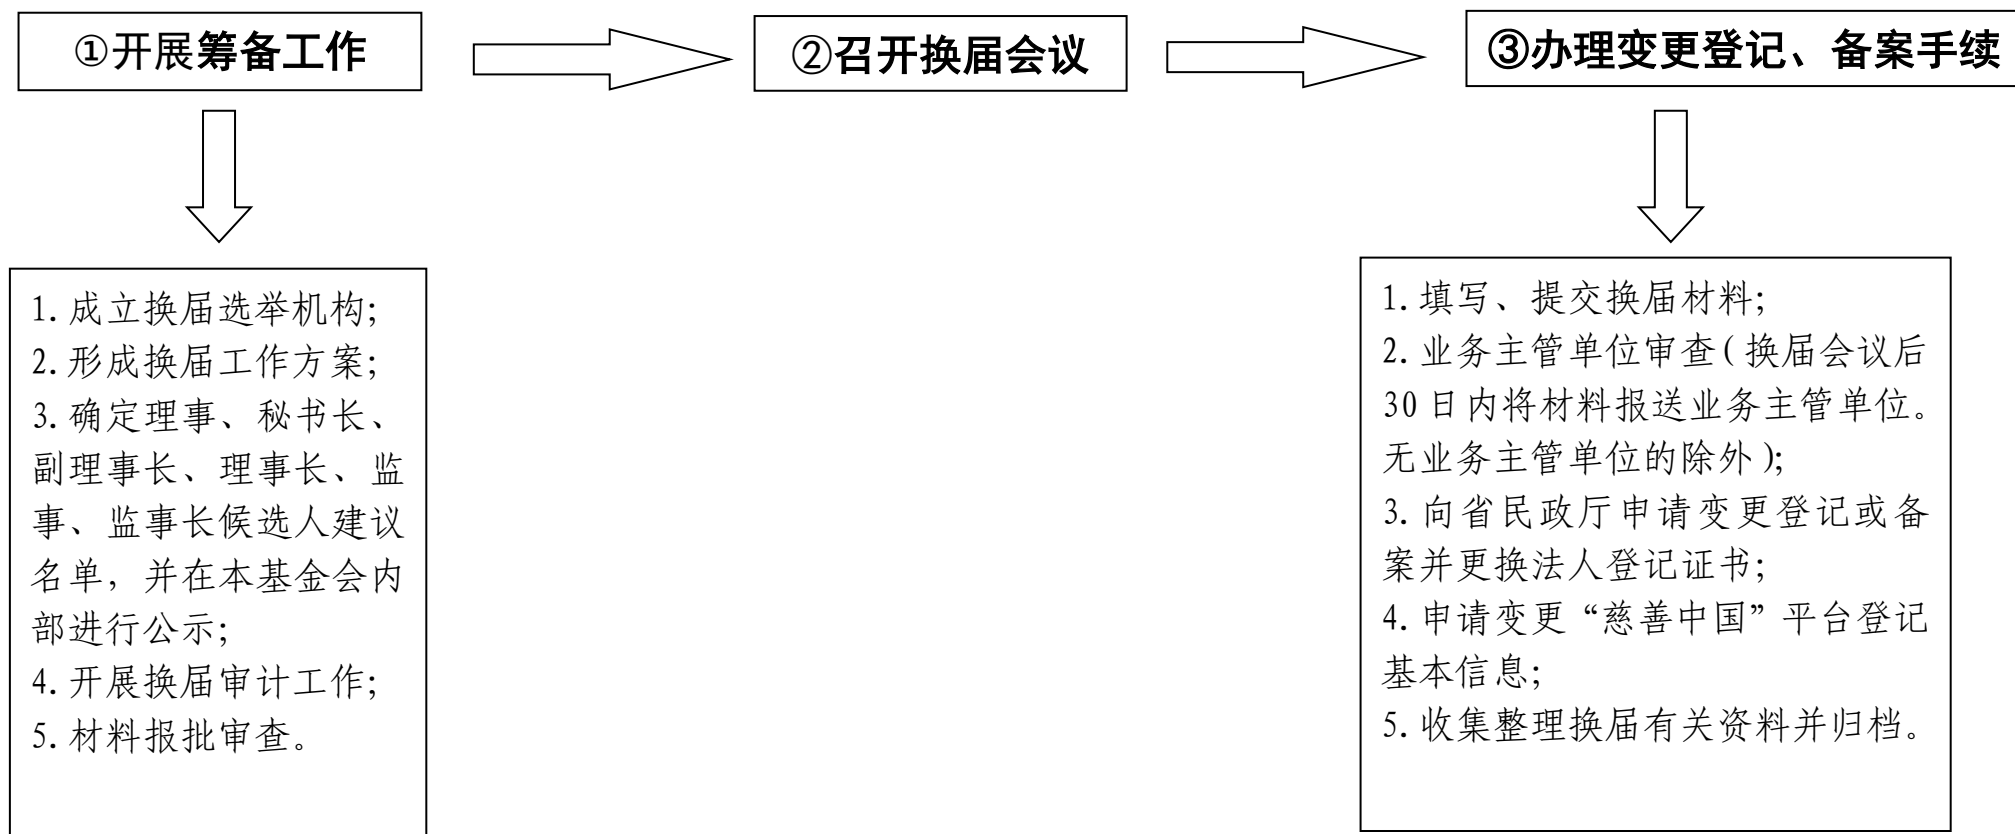 ①开展筹备工作
②召开换届会议
③办理变更登记、备案手续
1.成立换届选举机构;
2.形成换届工作方案;
3.确定理事、秘书长、
副理事长、理事长、监
事、监事长候选人建议
名单，并在本基金会内
部进行公示;
4.开展换届审计工作;
5.材料报批审查。
1.填写、提交换届材料;
2.业务主管单位审查(换届会议后
30日内将材料报送业务主管单位。
无业务主管单位的除外);
3.向省民政厅申请变更登记或备
案并更换法人登记证书;
4.申请变更“慈善中国”平台登记
基本信息;
5.收集整理换届有关资料并归档。